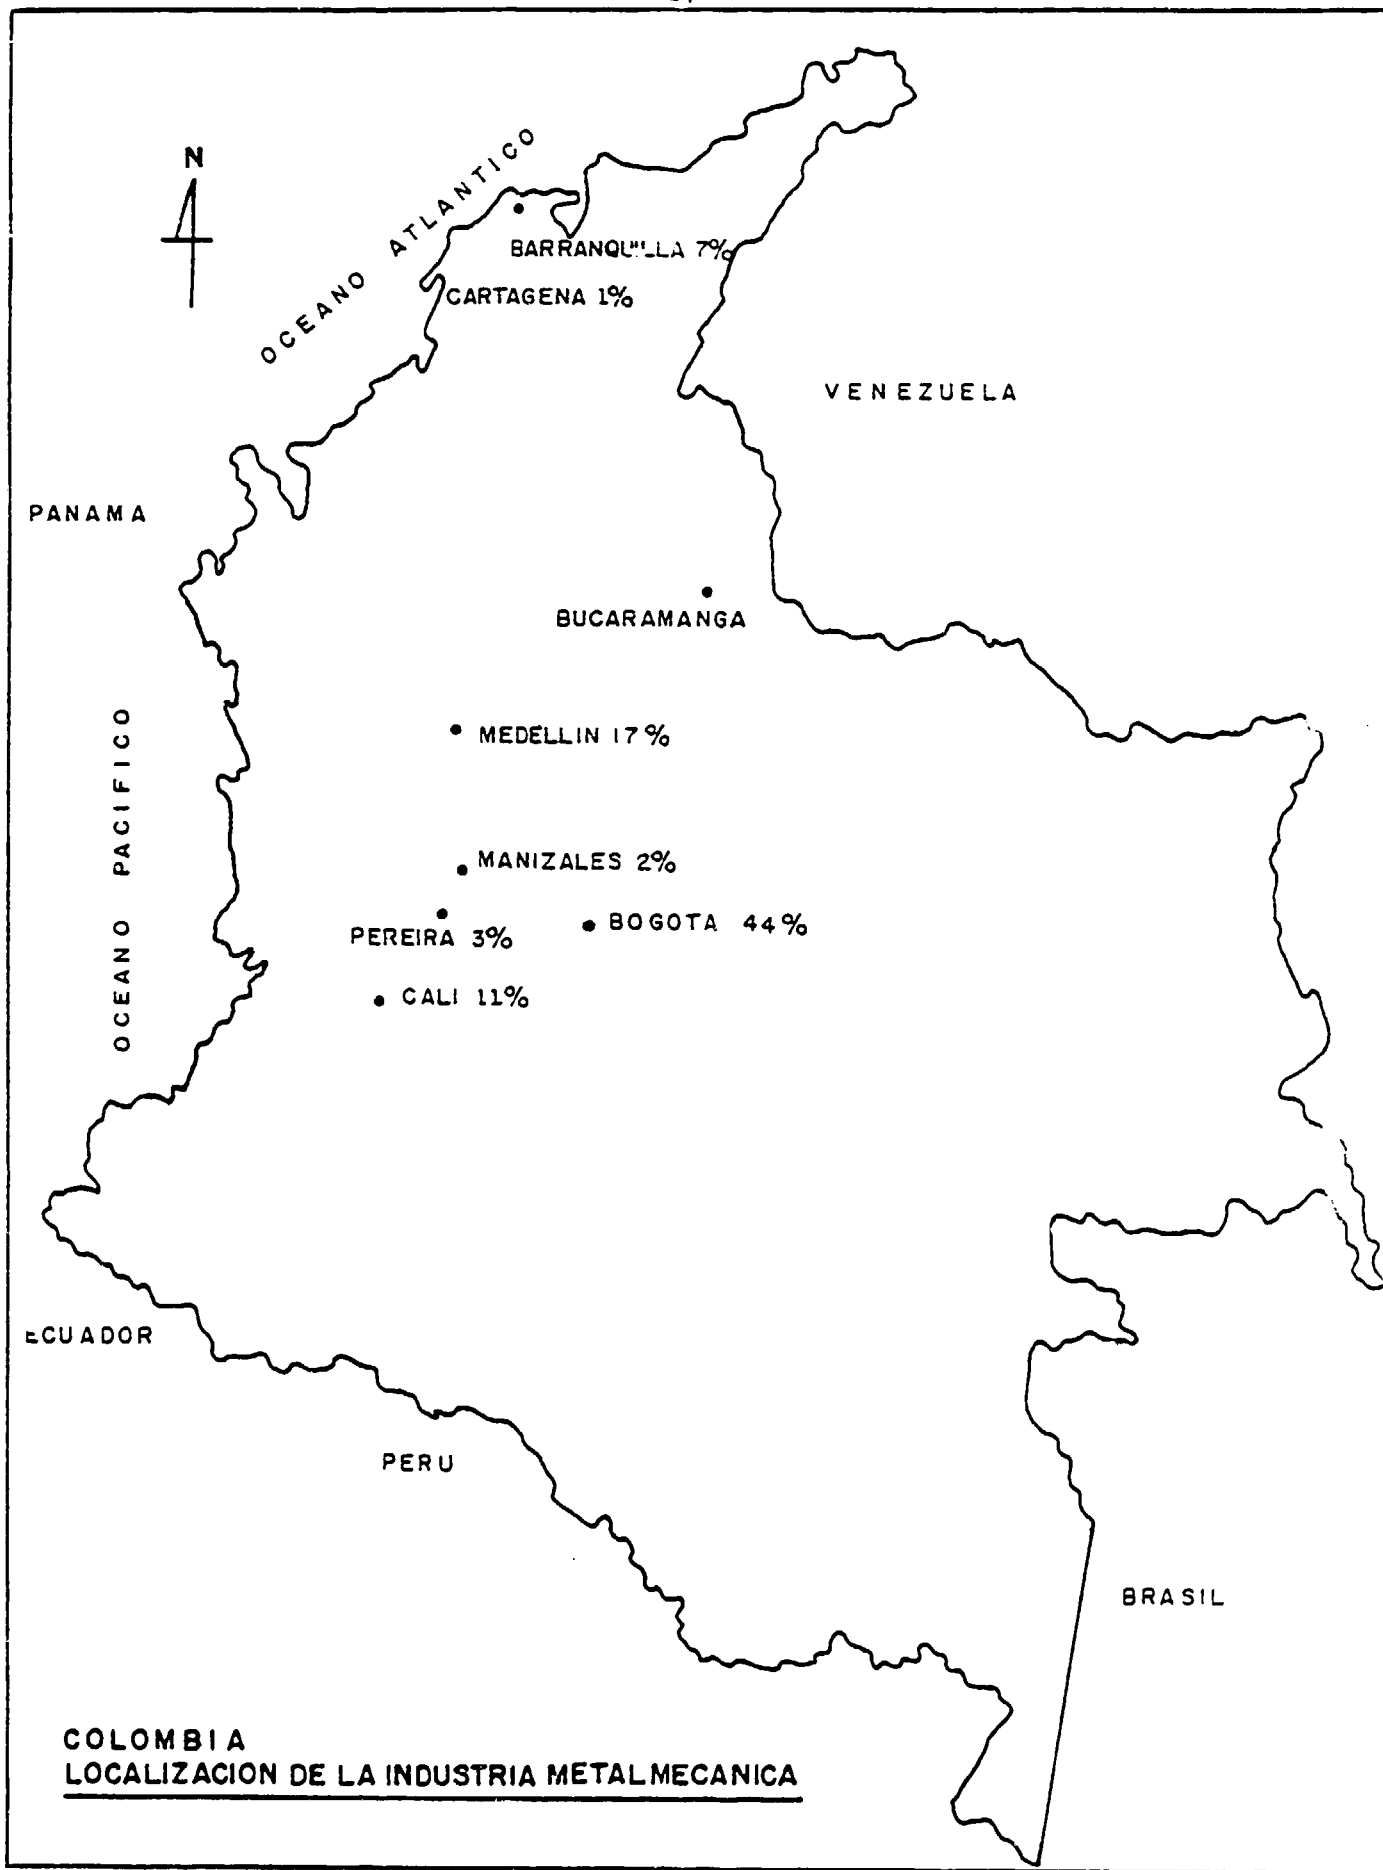 N
OCEANO ATLANTICO
BARRANQUILLA 7%
CARTAGENA 1%
VENEZUELA
PANAMA
BUCARAMANGA
OCEANO PACIFICO
MEDELLIN 17%
MANIZALES 2%
PEREIRA 3%
BOGOTA 44%
CALI 11%
ECUADOR
PERU
BRASIL
COLOMBIA
LOCALIZACION DE LA INDUSTRIA METALMECANICA